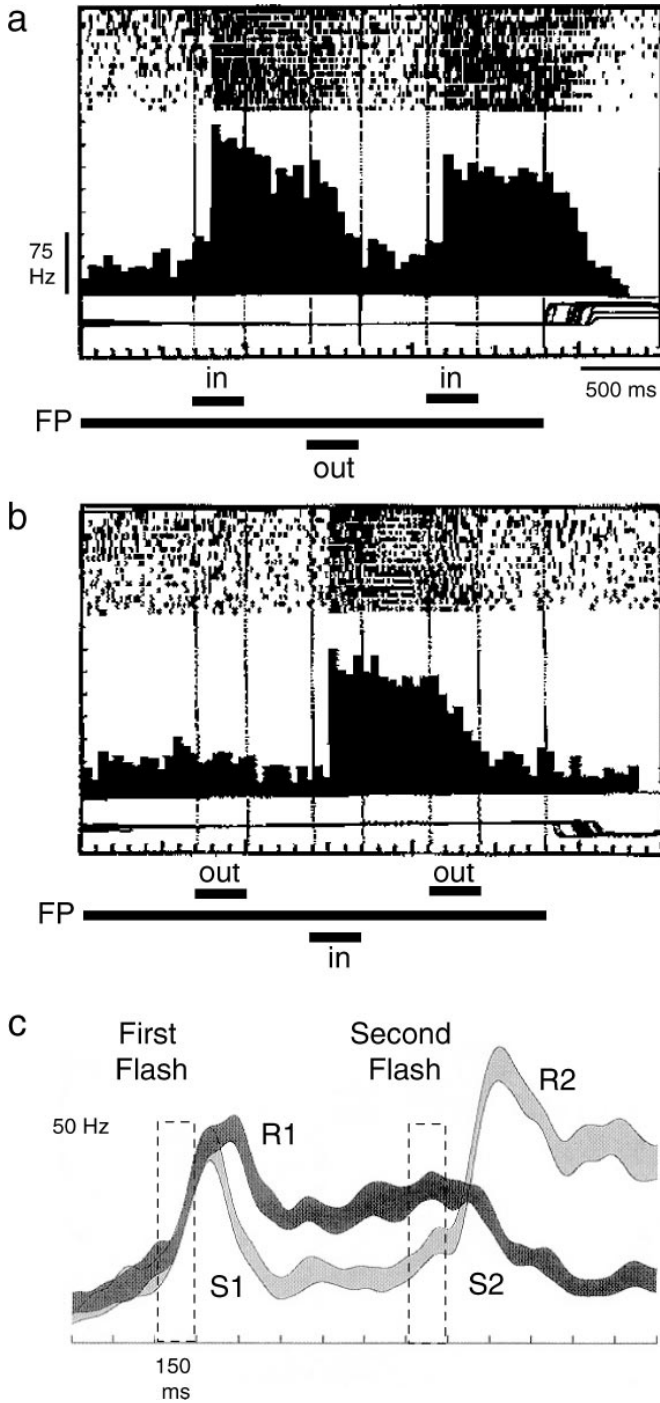 a
75
Hz
in in
500 ms
FP
out
b
out out
FP
in
c
First
Flash
Second
Flash
50 Hz
R1
R2
S1
S2
150
ms